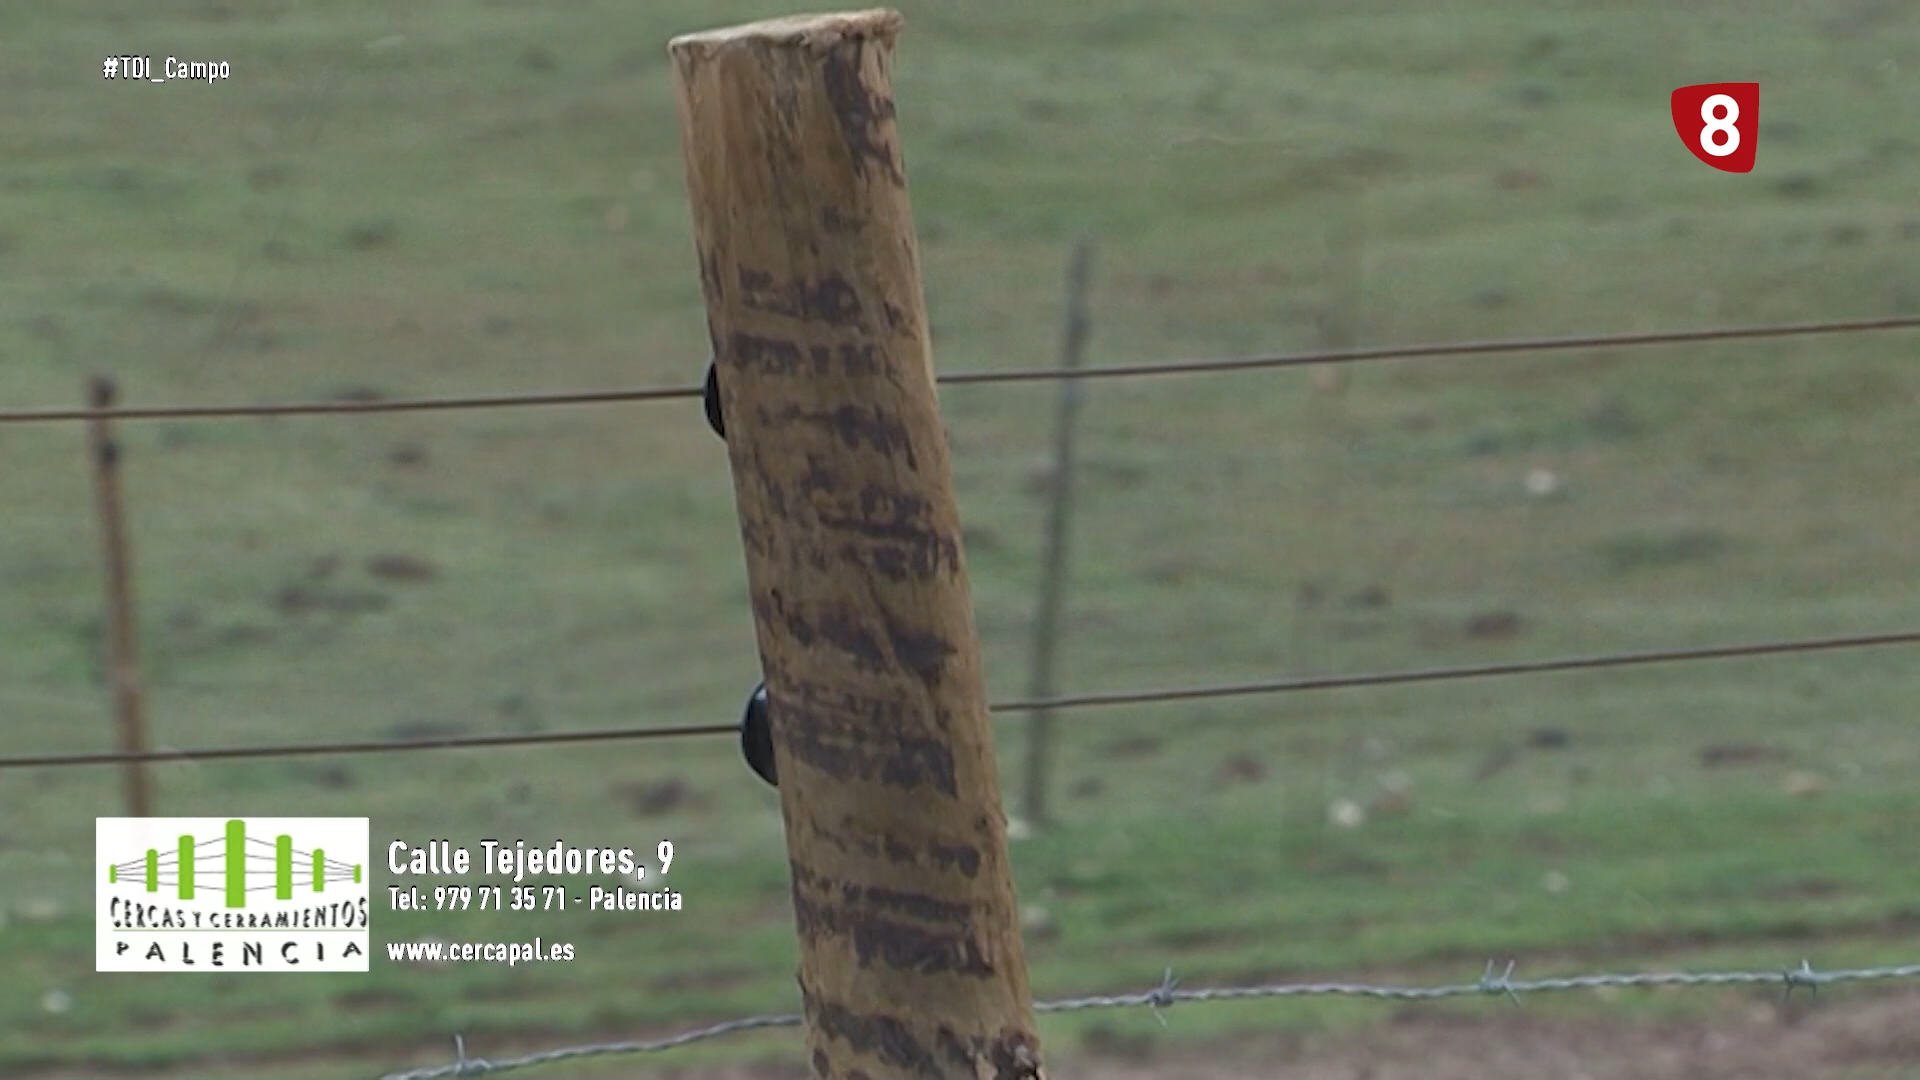 #TDI_Campo
8
CERCAS Y CERRAMIENTOS
PALENCIA
Calle Tejedores, 9
Tel: 979 71 35 71 - Palencia
www.cercapal.es